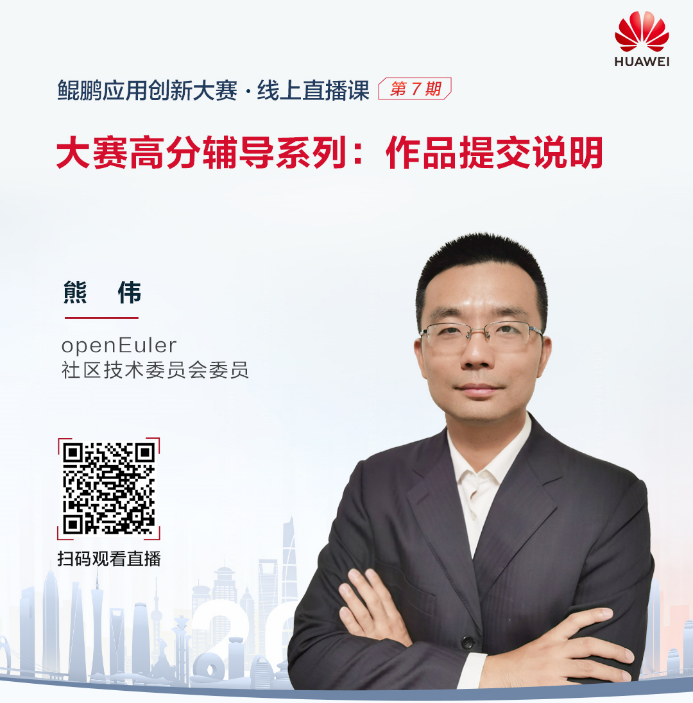 HUAWEI
鲲鹏应用创新大赛·线上直播课 第7期
大赛高分辅导系列：作品提交说明
熊 伟
openEuler
社区技术委员会委员
扫码观看直播